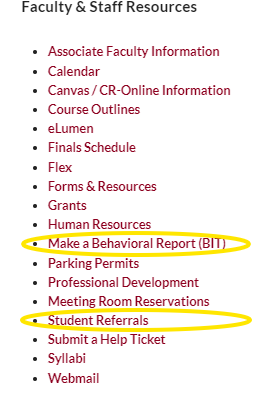 Faculty & Staff Resources
Associate Faculty Information
Calendar
Canvas / CR-Online Information
Course Outlines
eLumen
Finals Schedule
Flex
Forms & Resources
Grants
Human Resources
Make a Behavioral Report (BIT)
Parking Permits
Professional Development
Meeting Room Reservations
Student Referrals
Submit a Help Ticket
Syllabi
Webmail